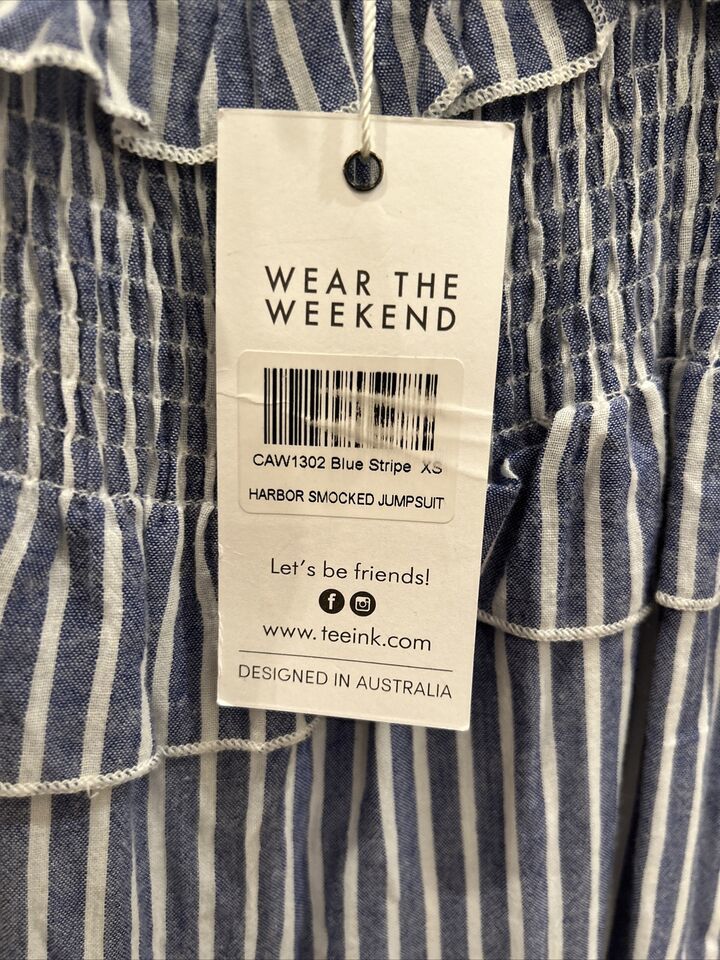 WEAR THE
WEEKEND
CAW1302 Blue Stripe XS
HARBOR SMOCKED JUMPSUIT
Let's be friends!
f
www.teeink.com
DESIGNED IN AUSTRALIA